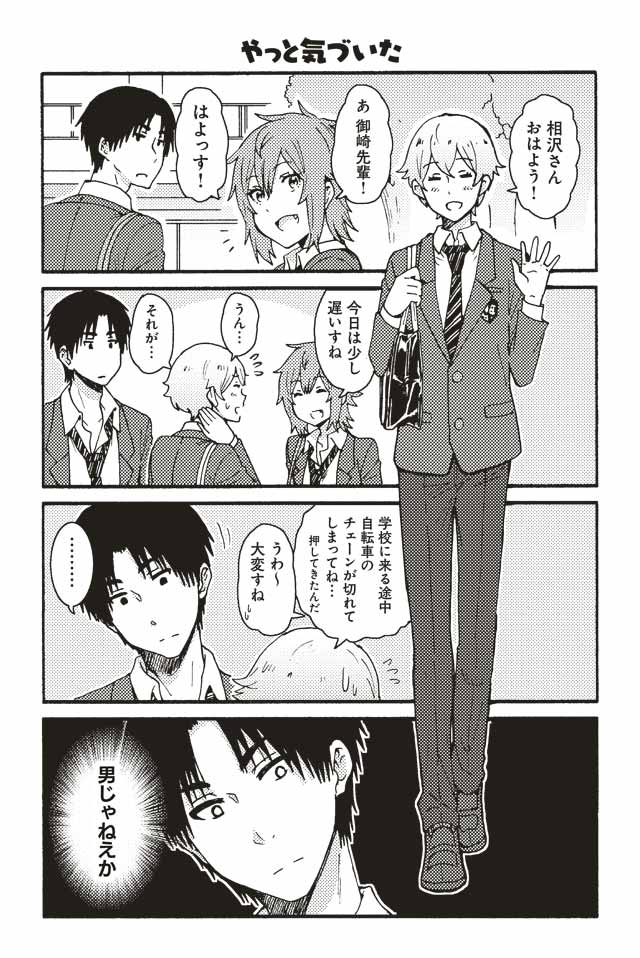 やっと気づいた
相沢さん
おはよう！
あ 御崎先輩！
はよっす！
今日は少し
遅いすね
うん…
それが…
学校に来る途中
自転車の
チェーンが切れて
しまってね…
押してきたんだ
うわ～
大変すね
………
男じゃねえか